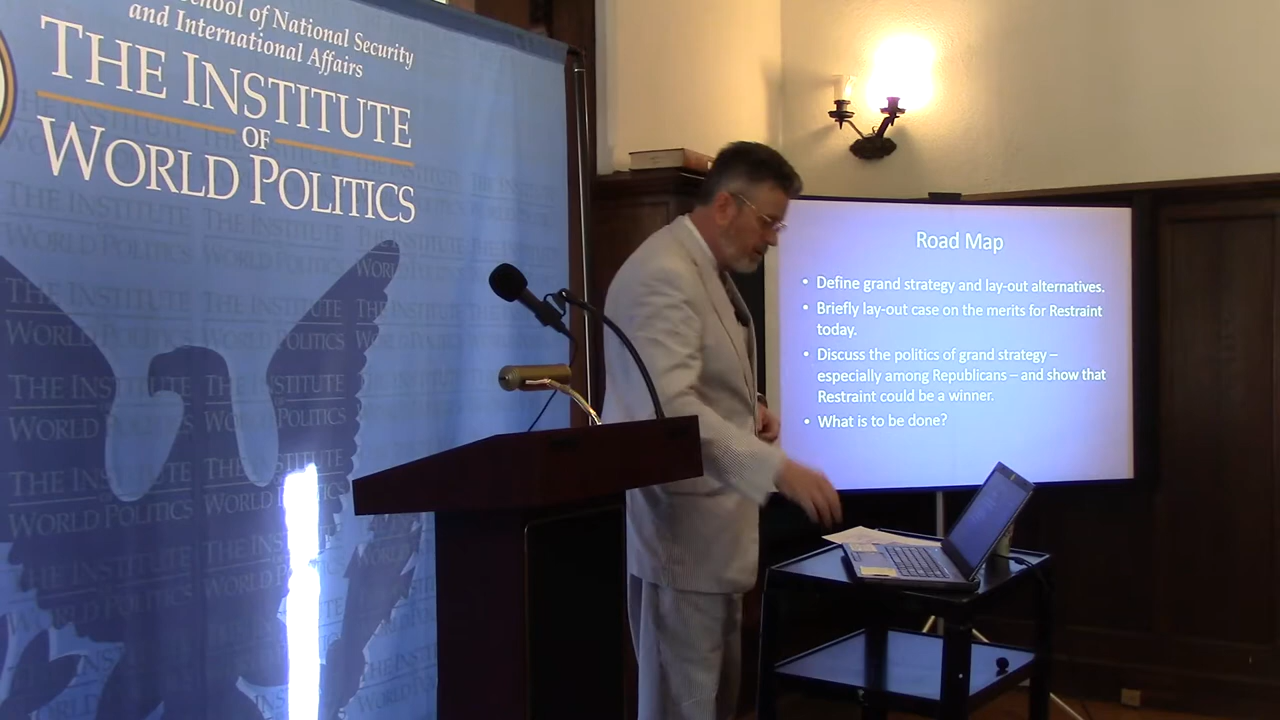 School of National Security
and International Affairs
THE INSTITUTE
OF
WORLD POLITICS
Road Map
• Define grand strategy and lay-out alternatives.
• Briefly lay-out case on the merits for Restraint
today.
• Discuss the politics of grand strategy –
especially among Republicans – and show that
Restraint could be a winner.
• What is to be done?